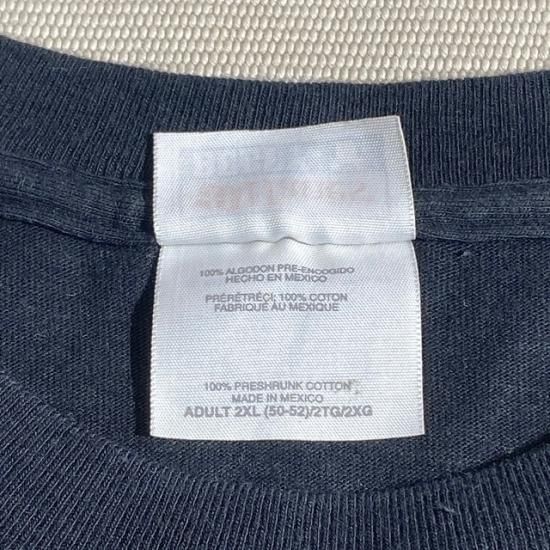 100% ALGODON PRE-ENCOGIDO
HECHO EN MEXICO
PRÉRÉTRÉCI; 100% COTON
FABRIQUÉ AU MEXIQUE
100% PRESHRUNK COTTON
MADE IN MEXICO
ADULT 2XL (50-52)/2TG/2XG